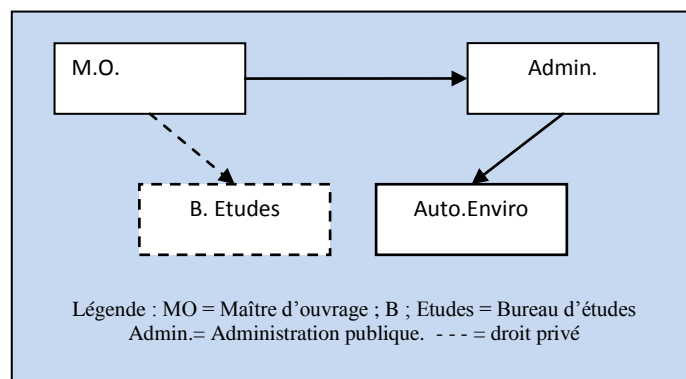 M.O.
Admin.
B. Etudes
Auto.Enviro
Légende : MO = Maître d’ouvrage ; B ; Etudes = Bureau d’études
Admin.= Administration publique. - - - = droit privé